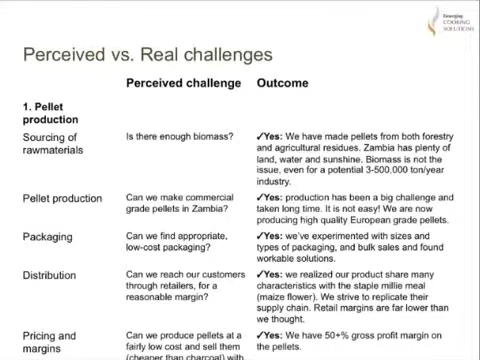 Emerging
COOKING
SOLUTIONS
Perceived vs. Real challenges
Perceived challenge Outcome
1. Pellet
production
Sourcing of
rawmaterials
Is there enough biomass?
✓Yes: We have made pellets from both forestry
and agricultural residues. Zambia has plenty of
land, water and sunshine. Biomass is not the
issue, even for a potential 3-500,000 ton/year
industry.
Pellet production
Can we make commercial
grade pellets in Zambia?
✓Yes: production has been a big challenge and
taken long time. It is not easy! We are now
producing high quality European grade pellets.
Packaging
Can we find appropriate,
low-cost packaging?
✓Yes: we've experimented with sizes and
types of packaging, and bulk sales and found
workable solutions.
Distribution
Can we reach our customers
through retailers, for a
reasonable margin?
✓Yes: we realized our product share many
characteristics with the staple millie meal
(maize flower). We strive to replicate their
supply chain. Retail margins are far lower than
we thought.
Pricing and
margins
Can we produce pellets at a
fairly low cost and sell them
(cheaper than charcoal) with
✓Yes: We have 50+% gross profit margin on
the pellets.